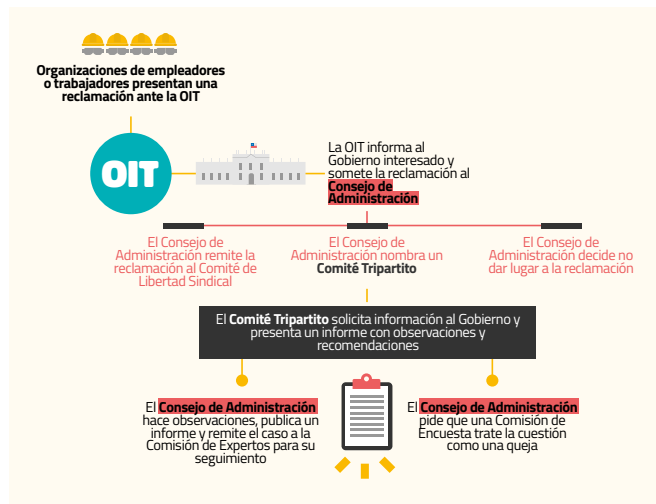 Organizaciones de empleadores
o trabajadores presentan una
reclamación ante la OIT
OIT
La OIT informa al
Gobierno interesado y
somete la reclamación al
Consejo de
Administración
El Consejo de
Administración remite la
reclamación al Comité de
Libertad Sindical
El Consejo de
Administración nombra un
Comité Tripartito
El Consejo de
Administración decide no
dar lugar a la reclamación
El Comité Tripartito solicita información al Gobierno y
presenta un informe con observaciones y
recomendaciones
El Consejo de Administración
hace observaciones, publica un
informe y remite el caso a la
Comisión de Expertos para su
seguimiento
El Consejo de Administración
pide que una Comisión de
Encuesta trate la cuestión
como una queja